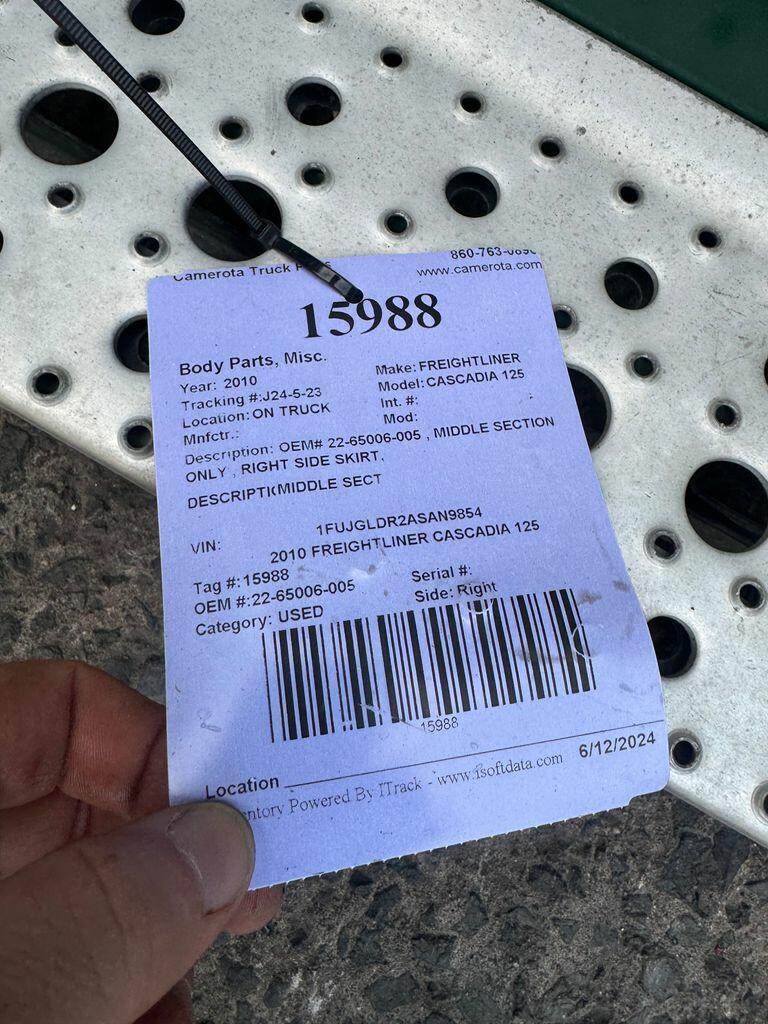 Camerota Truck
www.camerota.com
15988
Body Parts, Misc.
Year: 2010
Make: FREIGHTLINER
Tracking #:J24-5-23
Model: CASCADIA 125
Location: ON TRUCK
Int. #:
Mnfctr.:
Mod:
Description: OEM# 22-65006-005 , MIDDLE SECTION
ONLY , RIGHT SIDE SKIRT.
DESCRIPTI(MIDDLE SECT
VIN:
1FUJGLDR2ASAN9854
2010 FREIGHTLINER CASCADIA 125
Tag #:15988
Serial #:
OEM #:22-65006-005
Side: Right
Category: USED
15988
Location
6/12/2024
Powered By ITrack - www.isoftdata.com